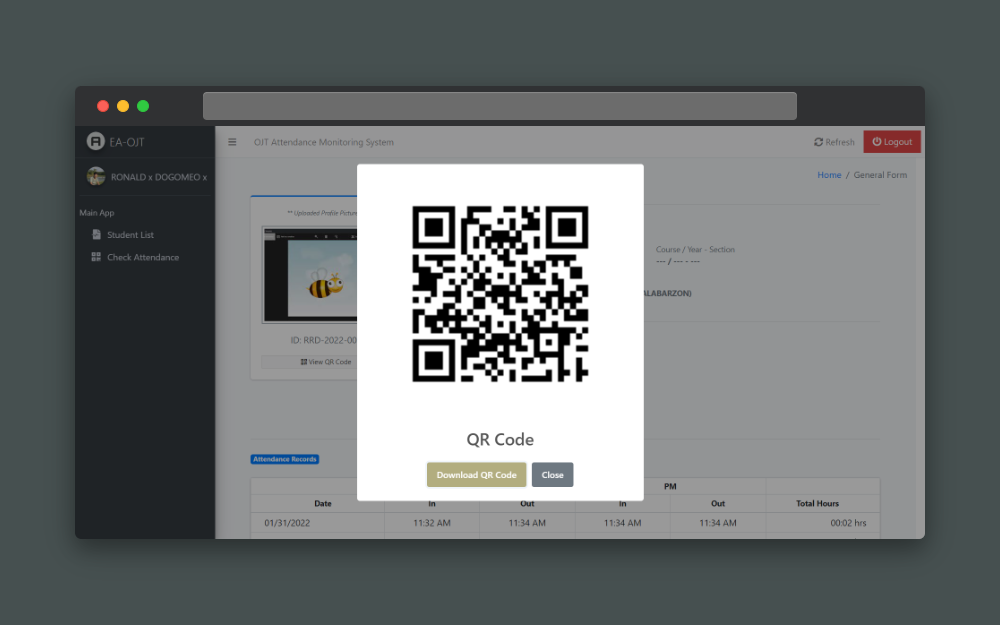 EA-OJT
OJT Attendance Monitoring System
Refresh
Logout
RONALD x DOGOMEO x
Home / General Form
Main App
Student List
Check Attendance
** Uploaded Profile Pictur
Course / Year - Section
--- / --- - ---
ALABARZON)
ID: RRD-2022-00
View QR Code
QR Code
Download QR Code
Close
Attendance Records
PM
Date In Out In Out Total Hours
01/31/2022 11:32 AM 11:34 AM 11:34 AM 11:34 AM 00:02 hrs